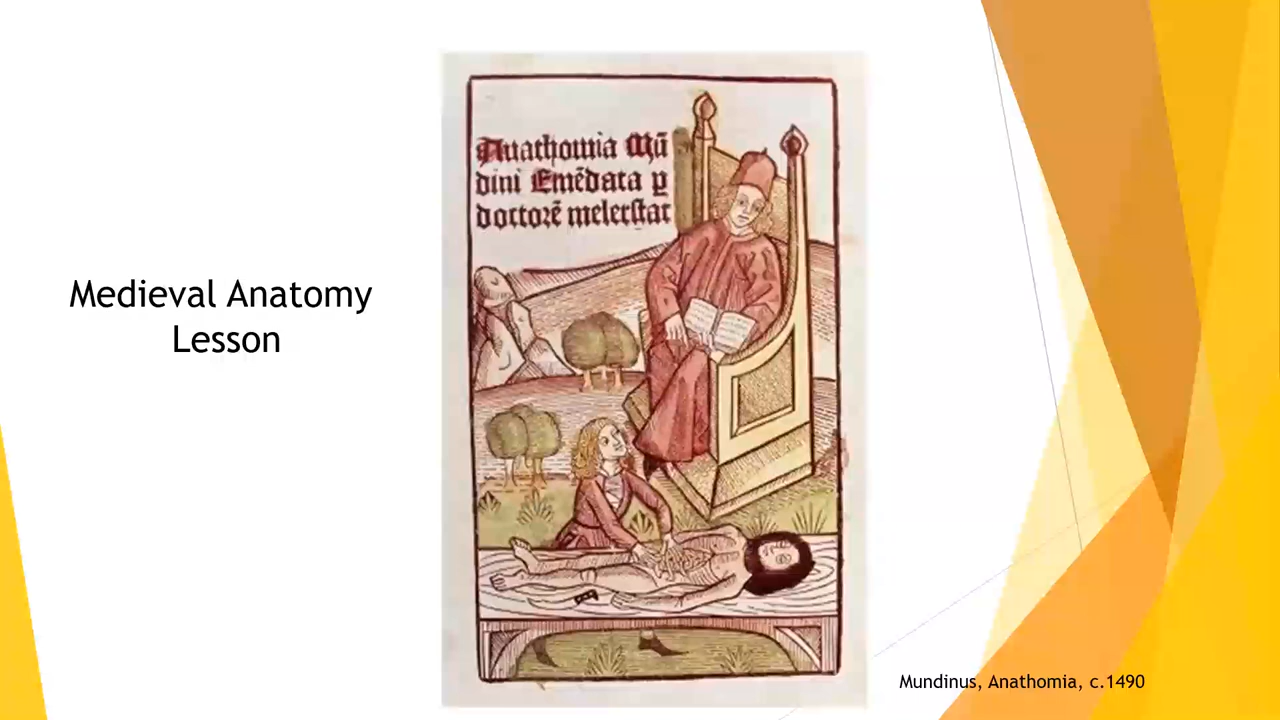 Medieval Anatomy
Lesson
Anathomia Mū
dini Emēdata p
doctorē melerstat
Mundinus, Anathomia, c.1490